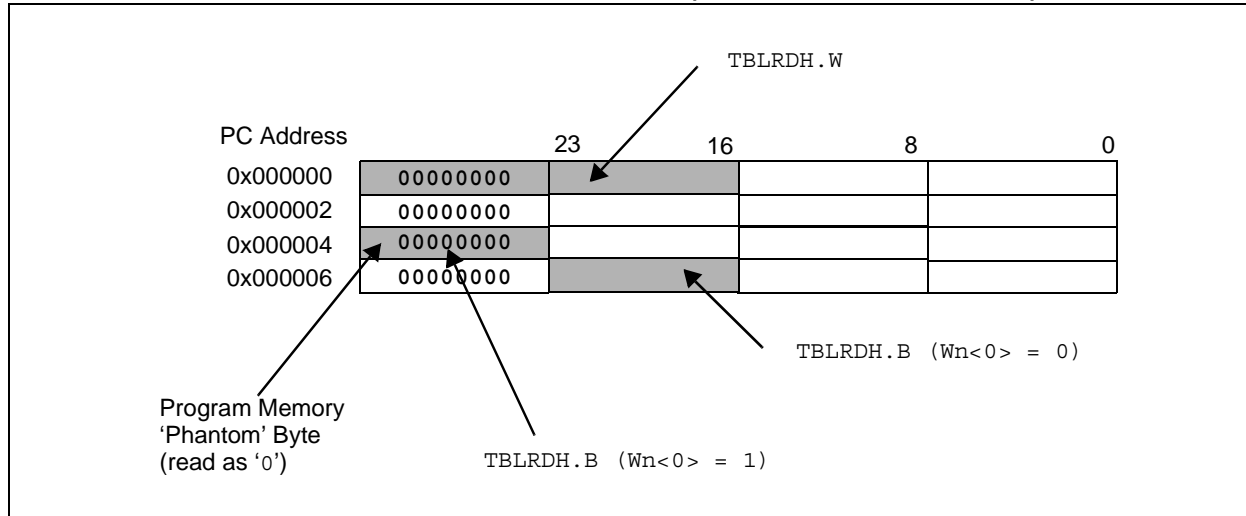 TBLRDH.W
PC Address 23 16 8 0
0x000000 00000000
0x000002 00000000
0x000004 00000000
0x000006 00000000
TBLRDH.B (Wn<0> = 0)
Program Memory
‘Phantom’ Byte
(read as ‘0’)
TBLRDH.B (Wn<0> = 1)